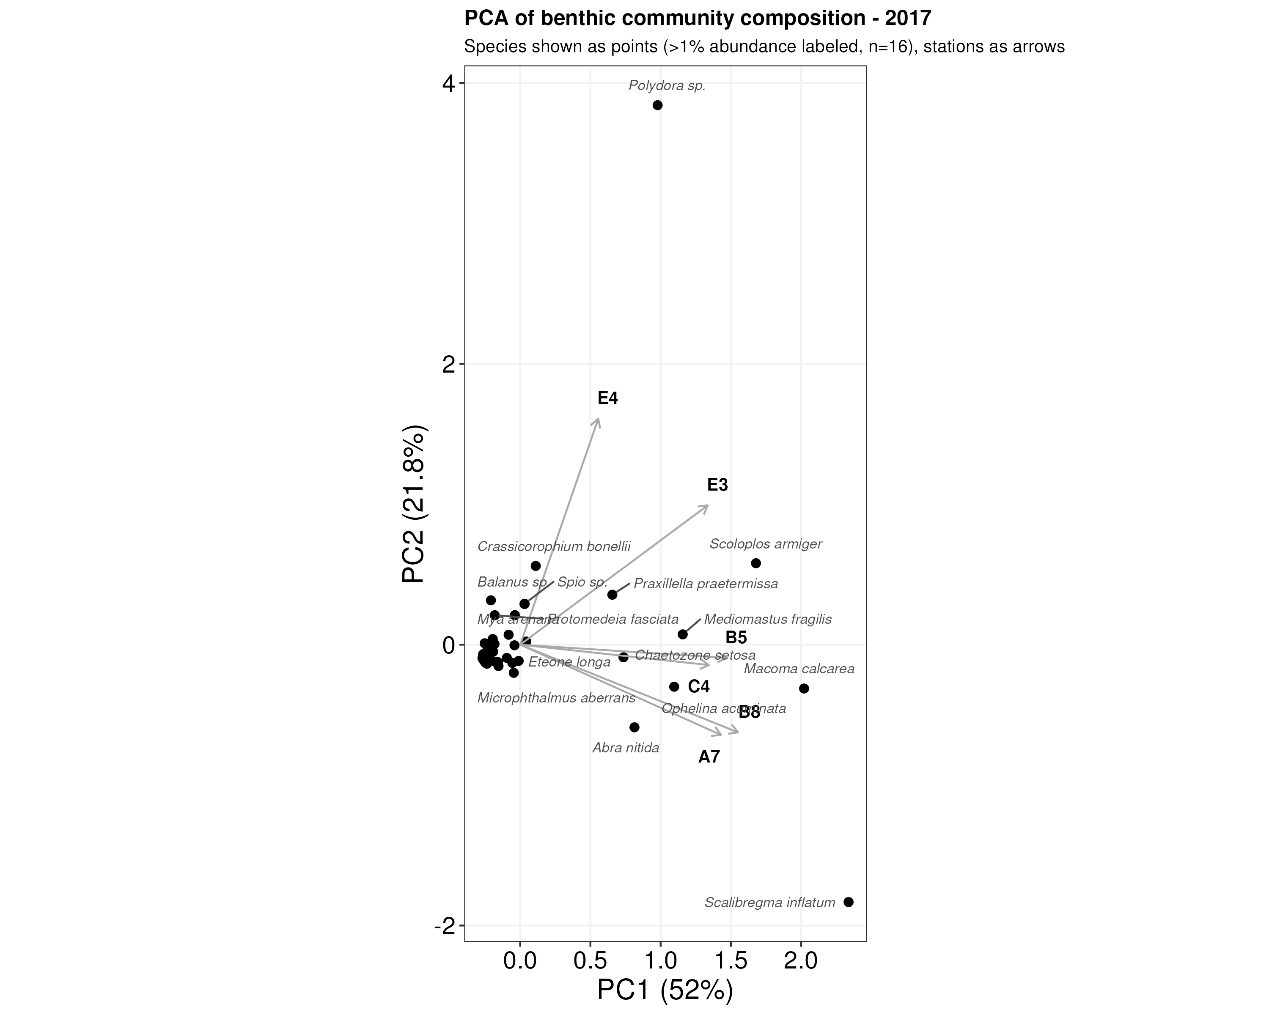 PCA of benthic community composition - 2017
Species shown as points (>1% abundance labeled, n=16), stations as arrows
4
Polydora sp.
2
E4
E3
Crassicorophium bonellii
Scoloplos armiger
Balanus sp.
Spio sp.
Praxillella praetermissa
Mya arenaria
Protomedeia fasciata
Mediomastus fragilis
B5
0
Eteone longa
Chaetozone setosa
Macoma calcarea
C4
Microphthalmus aberrans
Ophelina acuminata
B8
Abra nitida
A7
Scalibregma inflatum
-2
0.0 0.5 1.0 1.5 2.0
PC1 (52%)
PC2 (21.8%)